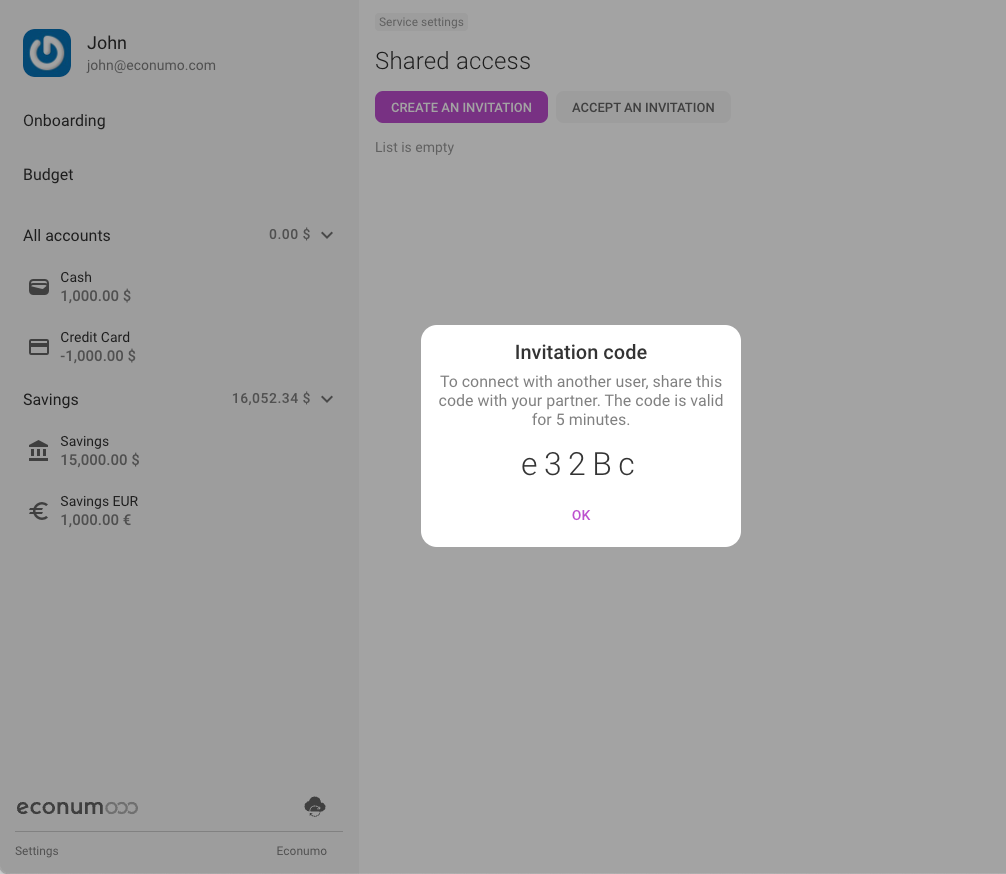 John
john@econumo.com
Onboarding
Budget
All accounts 0.00 $
Cash
1,000.00 $
Credit Card
-1,000.00 $
Savings 16,052.34 $
Savings
15,000.00 $
Savings EUR
1,000.00 €
econumo
Settings Econumo
Service settings
Shared access
CREATE AN INVITATION ACCEPT AN INVITATION
List is empty
Invitation code
To connect with another user, share this
code with your partner. The code is valid
for 5 minutes.
e32Bc
OK